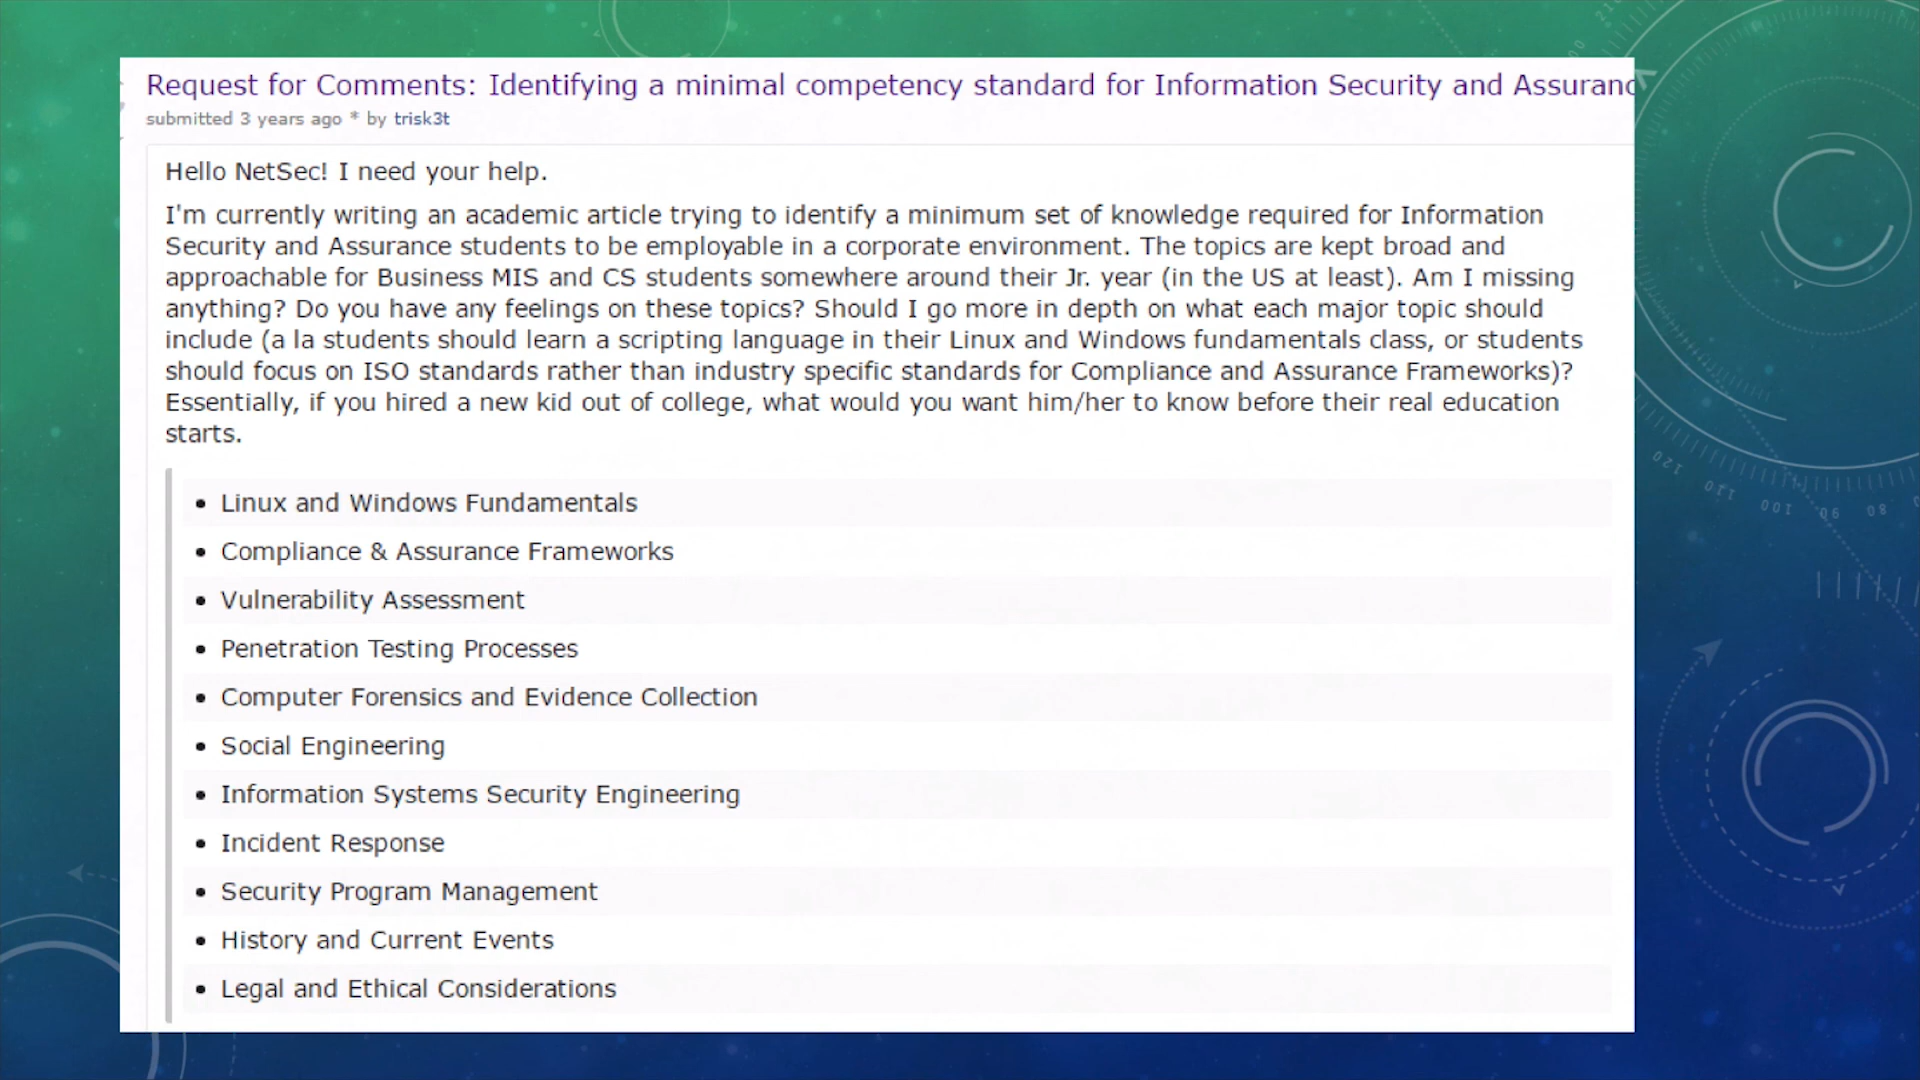 Request for Comments: Identifying a minimal competency standard for Information Security and Assuranc
submitted 3 years ago * by trisk3t
Hello NetSec! I need your help.
I'm currently writing an academic article trying to identify a minimum set of knowledge required for Information
Security and Assurance students to be employable in a corporate environment. The topics are kept broad and
approachable for Business MIS and CS students somewhere around their Jr. year (in the US at least). Am I missing
anything? Do you have any feelings on these topics? Should I go more in depth on what each major topic should
include (a la students should learn a scripting language in their Linux and Windows fundamentals class, or students
should focus on ISO standards rather than industry specific standards for Compliance and Assurance Frameworks)?
Essentially, if you hired a new kid out of college, what would you want him/her to know before their real education
starts.
• Linux and Windows Fundamentals
• Compliance & Assurance Frameworks
• Vulnerability Assessment
• Penetration Testing Processes
• Computer Forensics and Evidence Collection
• Social Engineering
• Information Systems Security Engineering
• Incident Response
• Security Program Management
• History and Current Events
• Legal and Ethical Considerations
120
110
100
90
80